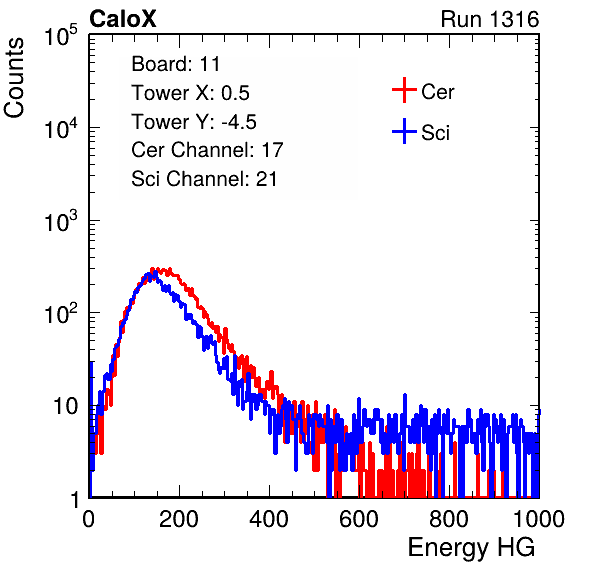 CaloX Run 1316
Counts
10^5
10^4
10^3
10^2
10
1
Board: 11
Tower X: 0.5
Tower Y: -4.5
Cer Channel: 17
Sci Channel: 21
Cer
Sci
0 200 400 600 800 1000
Energy HG